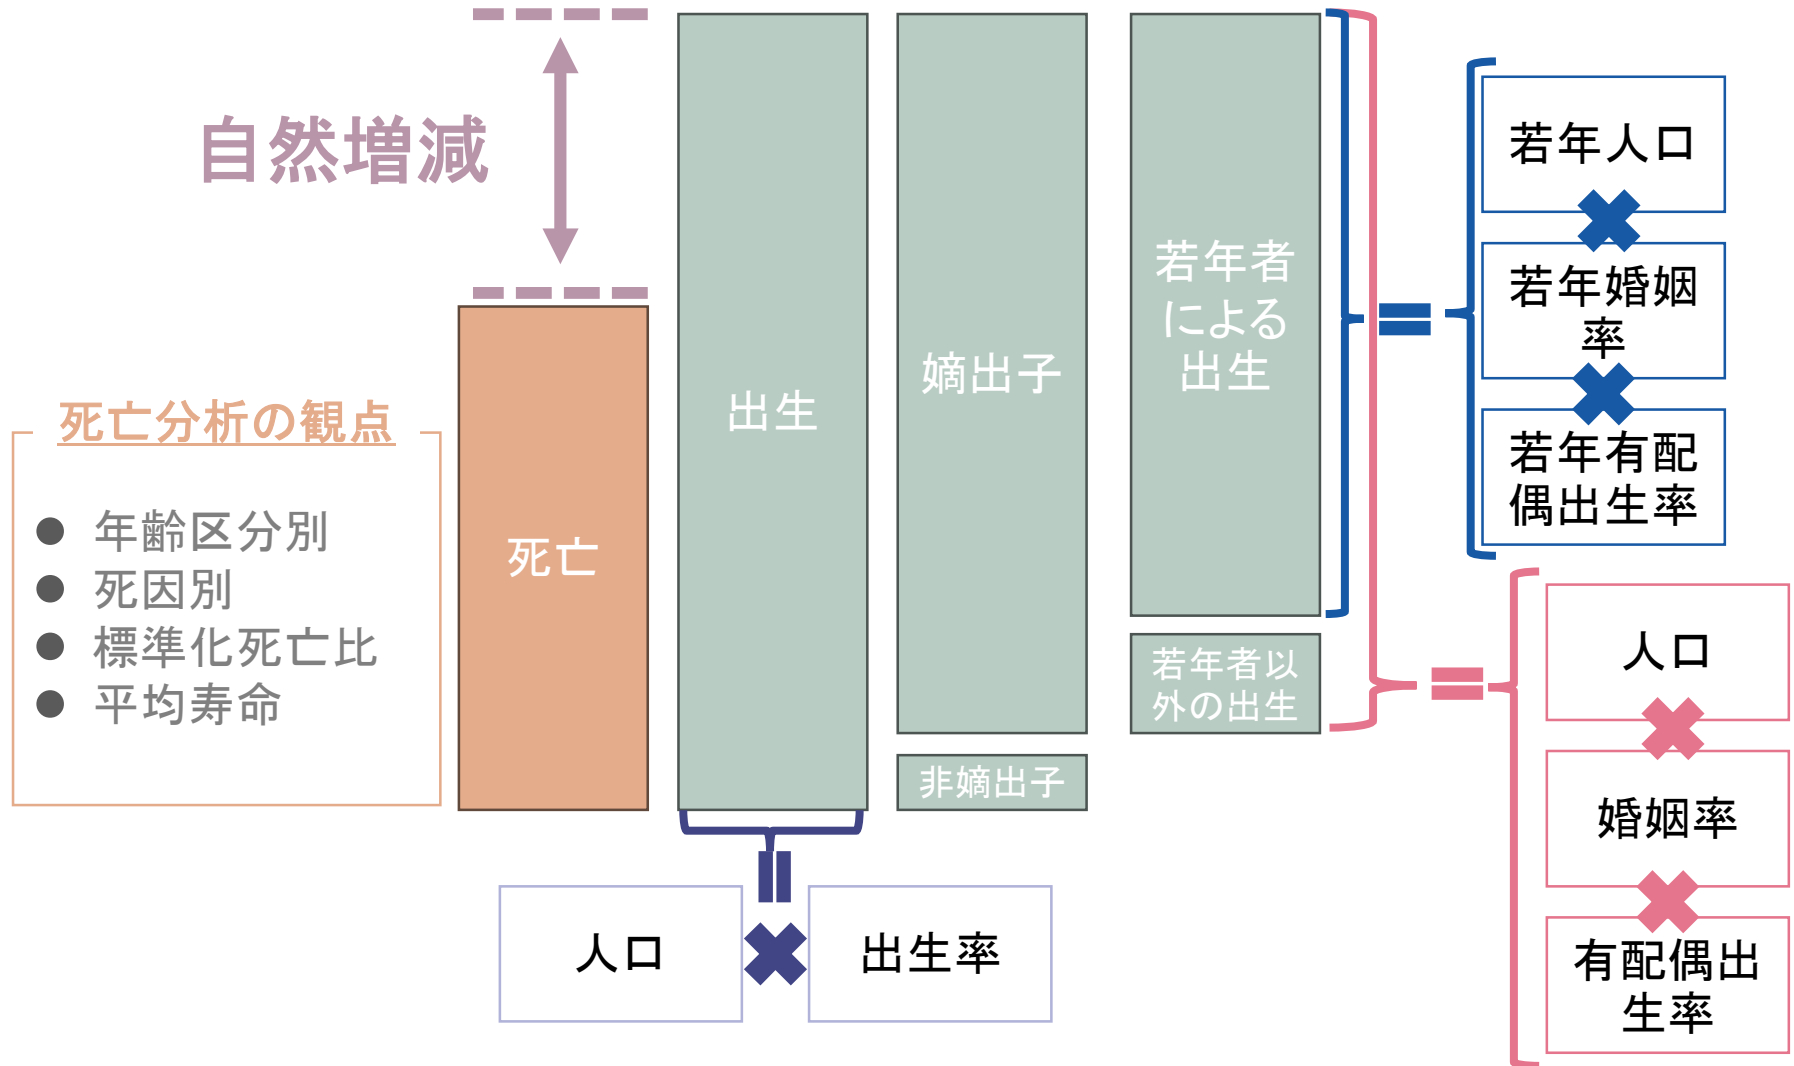 自然増減
死亡分析の観点
年齢区分別
死因別
標準化死亡比
平均寿命
死亡
出生
嫡出子
非嫡出子
若年者
による
出生
若年者以
外の出生
若年人口
若年婚姻
率
若年有配
偶出生率
人口
婚姻率
有配偶出
生率
人口
出生率